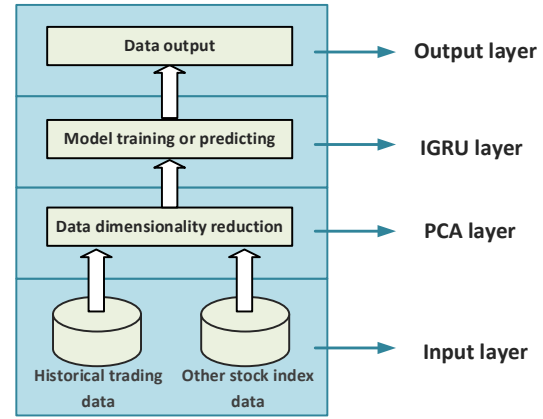 Data output
Output layer
Model training or predicting
IGRU layer
Data dimensionality reduction
PCA layer
Historical trading
data
Other stock index
data
Input layer